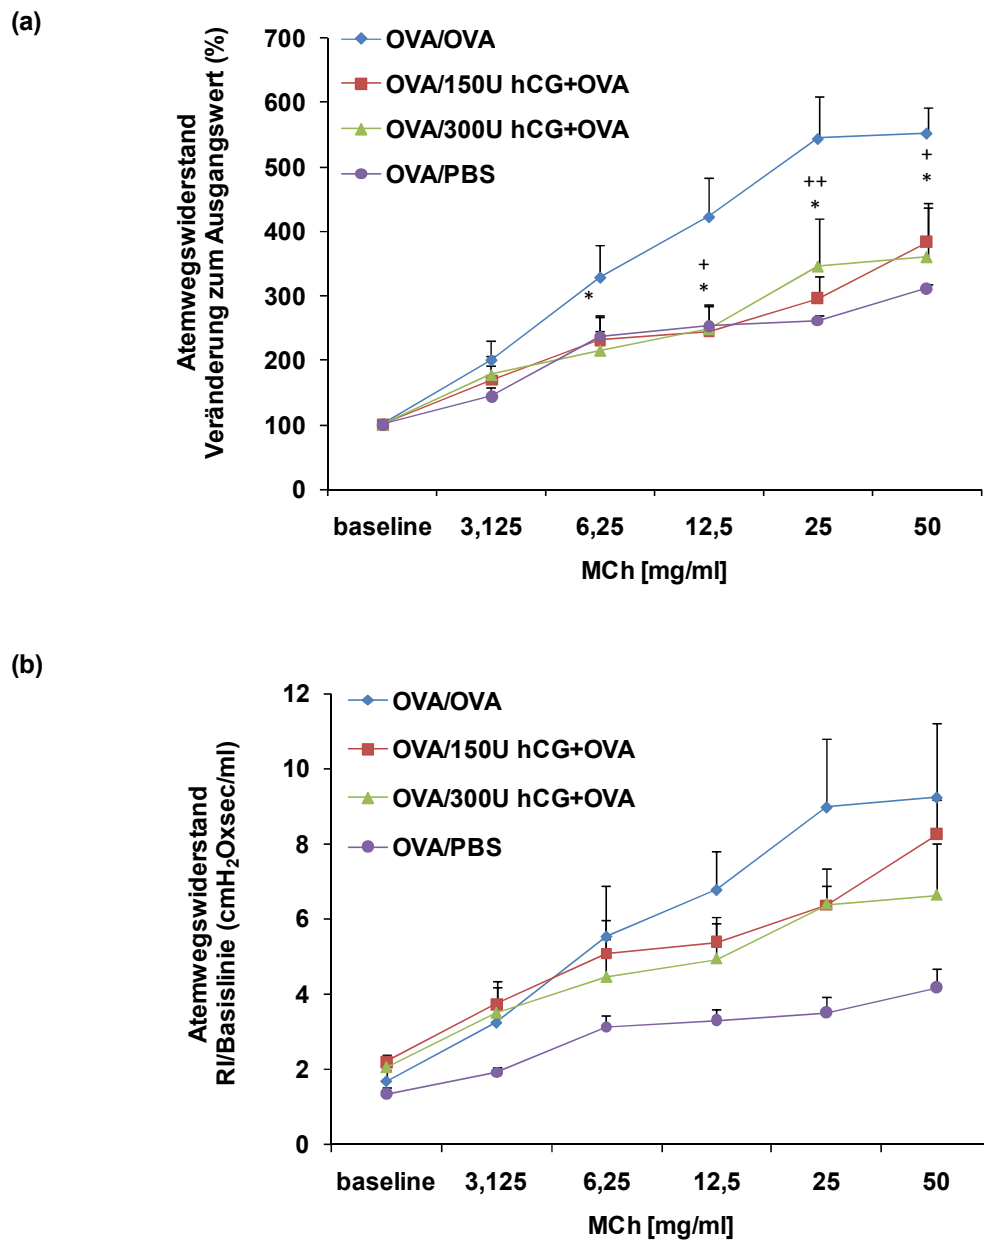 (a)
Atemwegswiderstand
Veränderung zum Ausgangswert (%)
700
600
500
400
300
200
100
0
OVA/OVA
OVA/150U hCG+OVA
OVA/300U hCG+OVA
OVA/PBS
*
+
*
++
*
+
*
baseline 3,125 6,25 12,5 25 50
MCh [mg/ml]
(b)
Atemwegswiderstand
RI/Basislinie (cmH₂Oxsec/ml)
12
10
8
6
4
2
0
OVA/OVA
OVA/150U hCG+OVA
OVA/300U hCG+OVA
OVA/PBS
baseline 3,125 6,25 12,5 25 50
MCh [mg/ml]